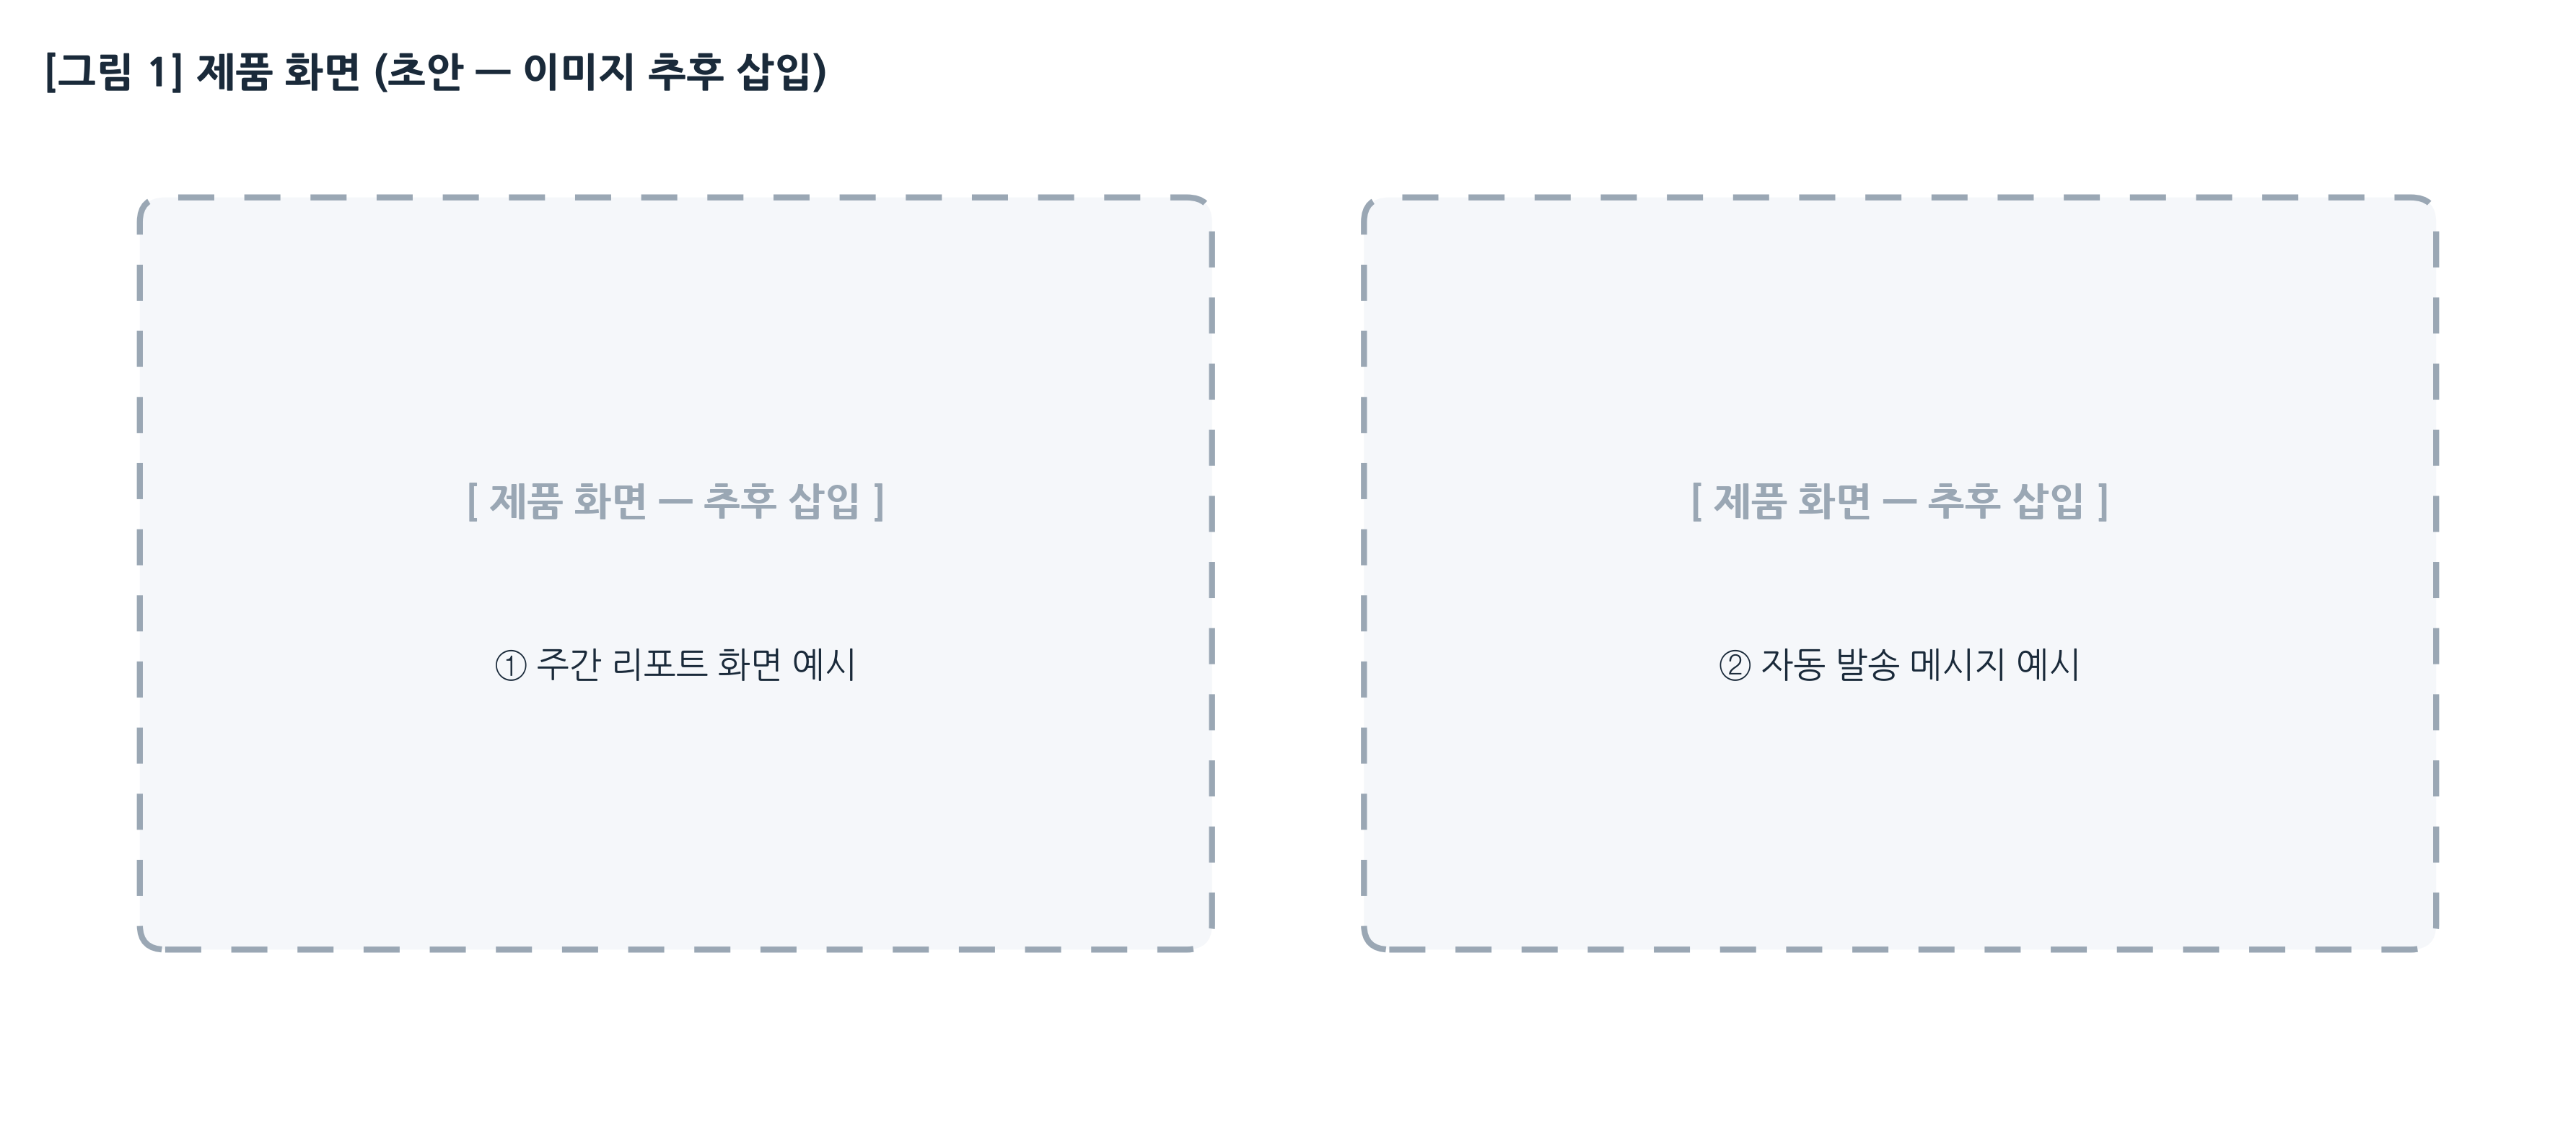 [그림 1] 제품 화면 (초안 — 이미지 추후 삽입)
[ 제품 화면 — 추후 삽입 ]
① 주간 리포트 화면 예시
[ 제품 화면 — 추후 삽입 ]
② 자동 발송 메시지 예시